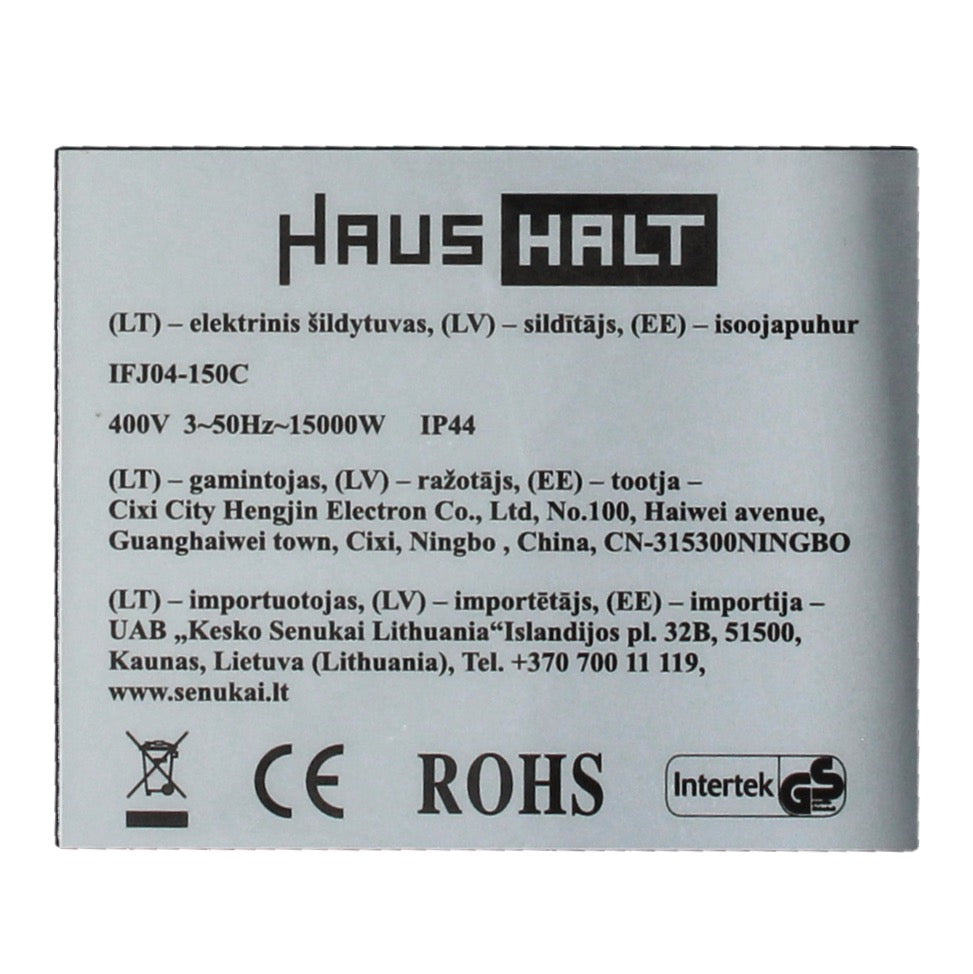 HAUS HALT
(LT) – elektrinis šildytuvas, (LV) – sildītājs, (EE) – isoojapuhur
IFJ04-150C
400V 3~50Hz~15000W IP44
(LT) – gamintojas, (LV) – ražotājs, (EE) – tootja –
Cixi City Hengjin Electron Co., Ltd, No.100, Haiwei avenue,
Guanghaiwei town, Cixi, Ningbo , China, CN-315300NINGBO
(LT) – importuotojas, (LV) – importētājs, (EE) – importija –
UAB „Kesko Senukai Lithuania“Islandijos pl. 32B, 51500,
Kaunas, Lietuva (Lithuania), Tel. +370 700 11 119,
www.senukai.lt
CE ROHS Intertek GS